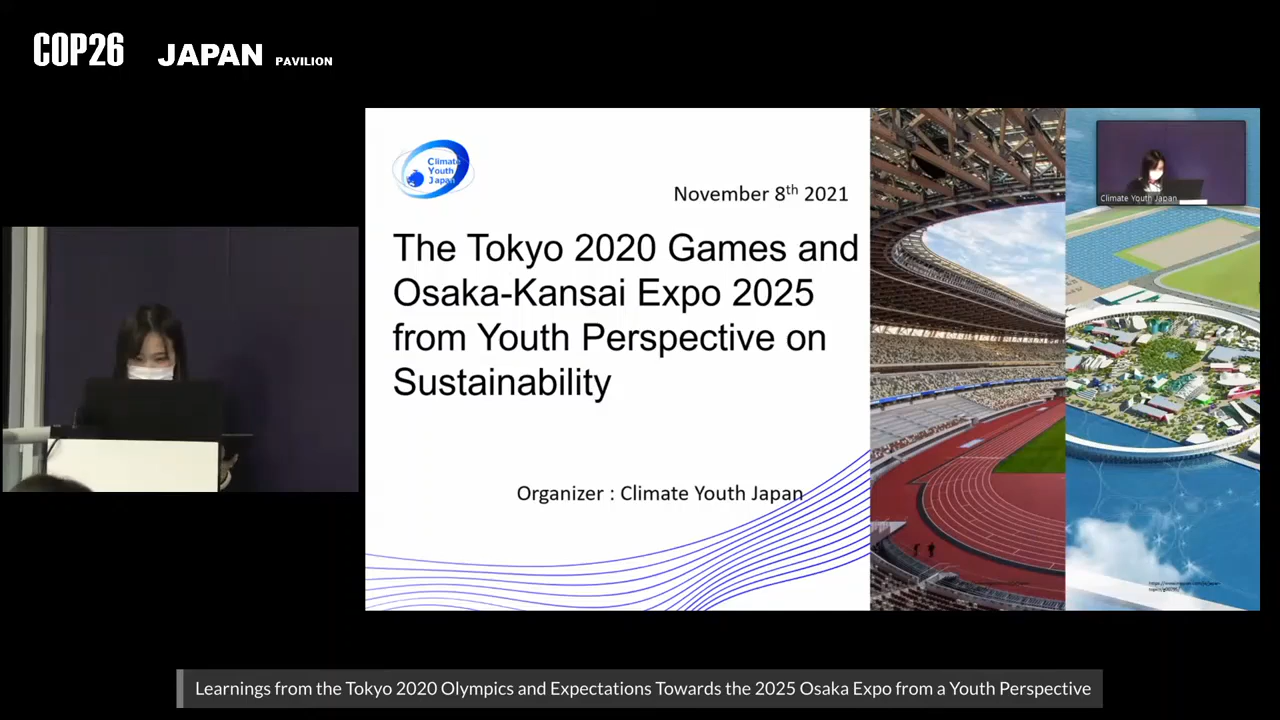 COP26 JAPAN PAVILION
Climate
Youth
Japan
November 8th 2021
The Tokyo 2020 Games and
Osaka-Kansai Expo 2025
from Youth Perspective on
Sustainability
Organizer : Climate Youth Japan
Climate Youth Japan
Learnings from the Tokyo 2020 Olympics and Expectations Towards the 2025 Osaka Expo from a Youth Perspective